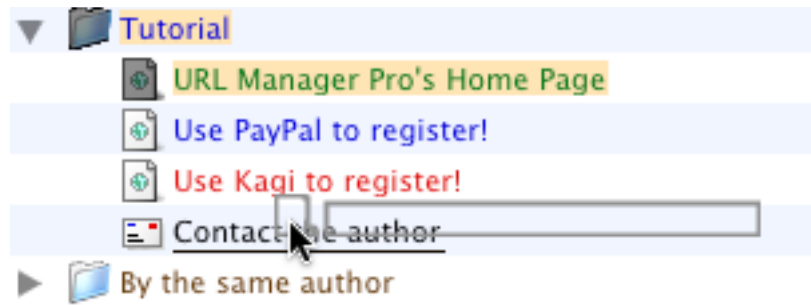 Tutorial
URL Manager Pro's Home Page
Use PayPal to register!
Use Kagi to register!
Contact the author
By the same author